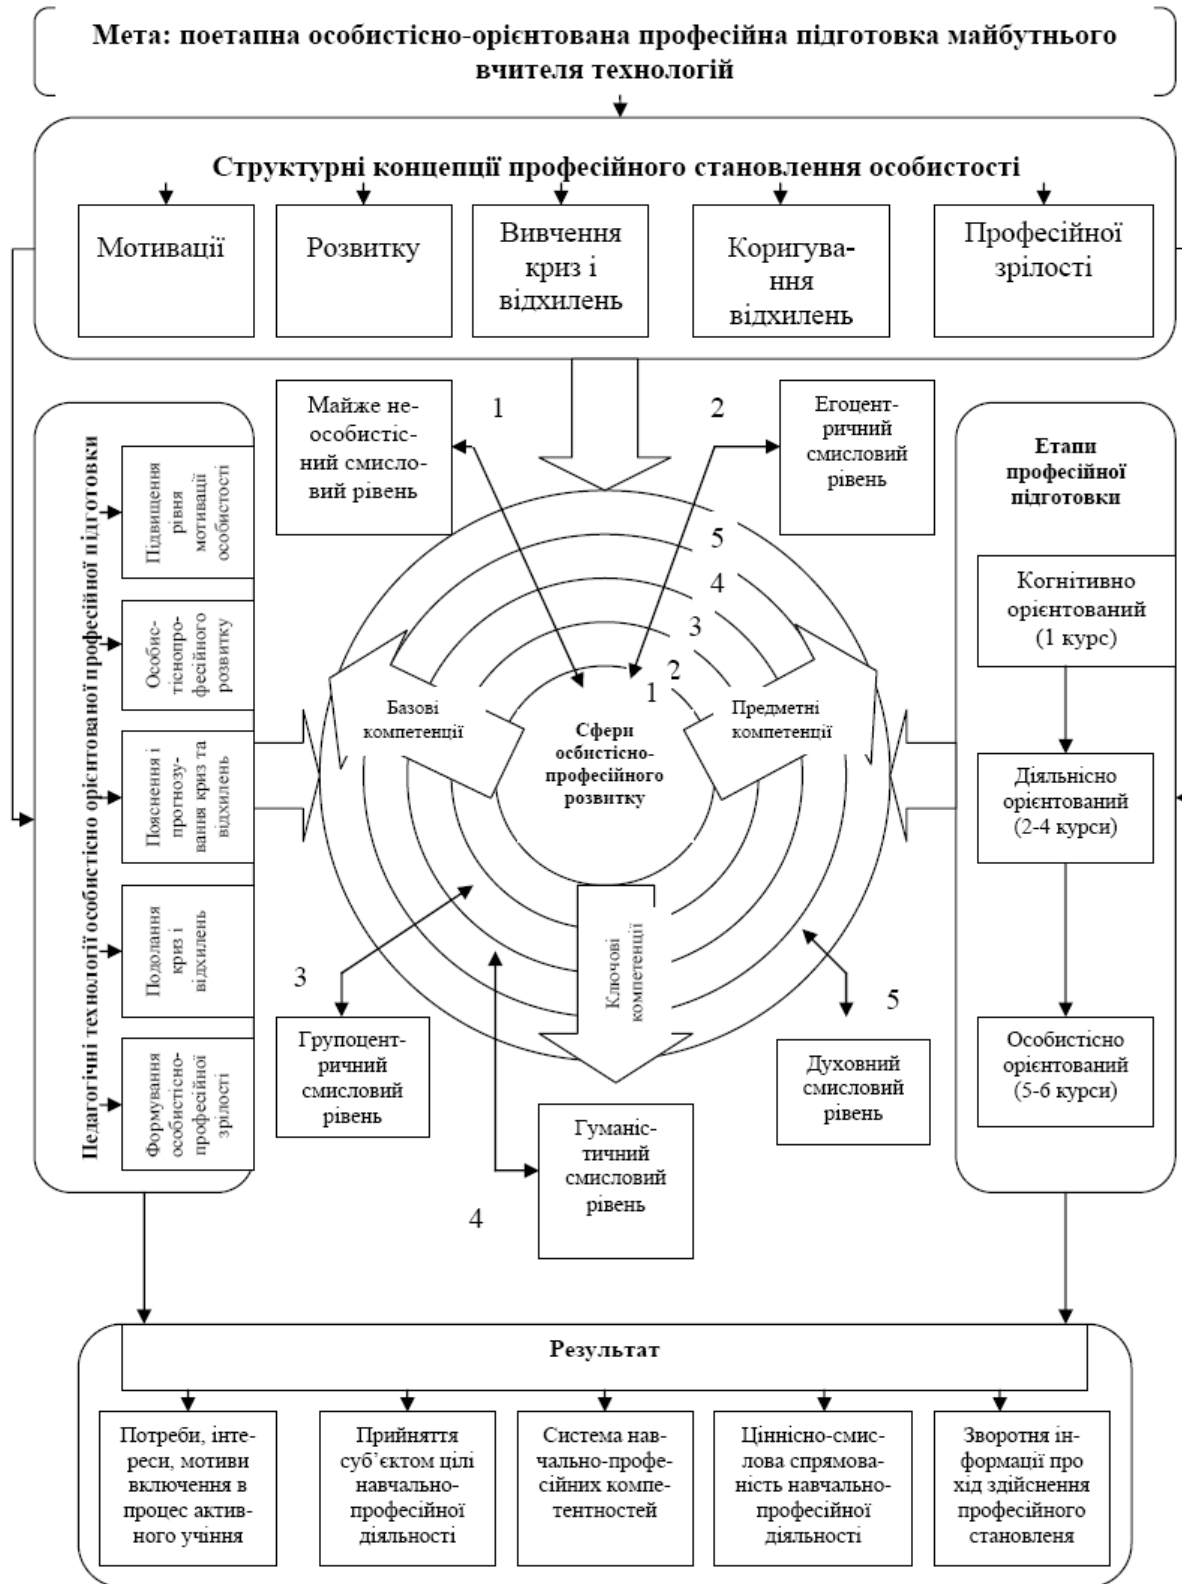 Мета: поетапна особистісно-орієнтована професійна підготовка майбутнього
вчителя технологій
Структурні концепції професійного становлення особистості
Мотивації
Розвитку
Вивчення
криз і
відхилень
Коригува-
ння
відхилень
Професійної
зрілості
Майже не-
особистіс-
ний смисло-
вий рівень
1
2
Егоцент-
ричний
смисловий
рівень
Педагогічні технології особистісно орієнтованої професійної підготовки
Підвищення
рівня
мотивації
особистості
Особис-
тіснопро-
фесійного
розвитку
Пояснення і
прогнозу-
вання криз та
відхилень
Подолання
криз і
відхилень
Формування
особистісно-
професійної
зрілості
5
4
3
2
1
Базові
компетенції
Предметні
компетенції
Сфери
осбистісно-
професійного
розвитку
Ключові
компетенції
Етапи
професійної
підготовки
Когнітивно
орієнтований
(1 курс)
Діяльнісно
орієнтований
(2-4 курси)
Особистісно
орієнтований
(5-6 курси)
3
Групоцент-
ричний
смисловий
рівень
4
Гуманіс-
тичний
смисловий
рівень
5
Духовний
смисловий
рівень
Результат
Потреби, інте-
реси, мотиви
включення в
процес актив-
ного учіння
Прийняття
суб’єктом цілі
навчально-
професійної
діяльності
Система нав-
чально-профе-
сійних компе-
тентностей
Ціннісно-смис-
лова спрямова-
ність навчально-
професійної
діяльності
Зворотня ін-
формації про
хід здійснення
професійного
становленя